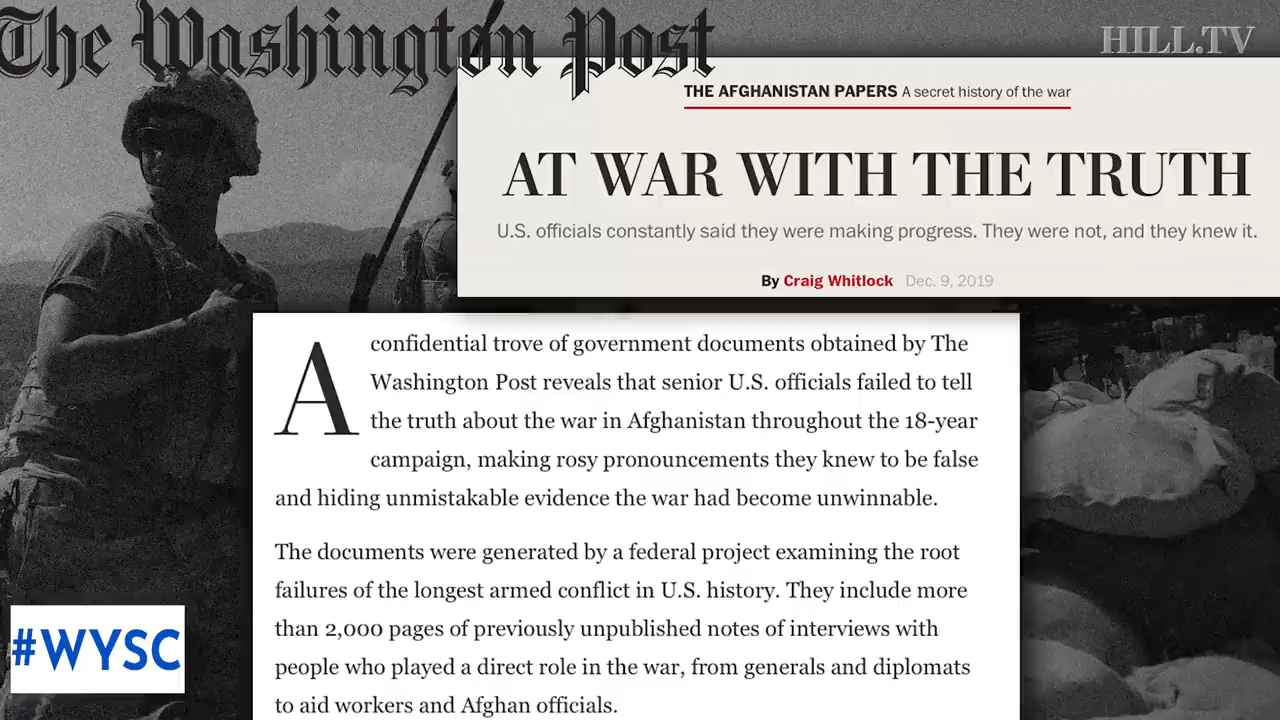 The Washington Post
HILL.TV
THE AFGHANISTAN PAPERS A secret history of the war
AT WAR WITH THE TRUTH
U.S. officials constantly said they were making progress. They were not, and they knew it.
By Craig Whitlock Dec. 9, 2019
A confidential trove of government documents obtained by The
Washington Post reveals that senior U.S. officials failed to tell
the truth about the war in Afghanistan throughout the 18-year
campaign, making rosy pronouncements they knew to be false
and hiding unmistakable evidence the war had become unwinnable.
The documents were generated by a federal project examining the root
failures of the longest armed conflict in U.S. history. They include more
than 2,000 pages of previously unpublished notes of interviews with
people who played a direct role in the war, from generals and diplomats
to aid workers and Afghan officials.
#WYSC